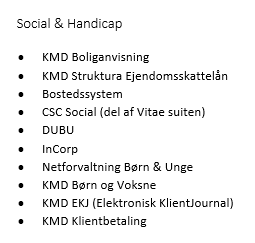 Social & Handicap
• KMD Boliganvisning
• KMD Struktura Ejendomsskattelån
• Bostedssystem
• CSC Social (del af Vitae suiten)
• DUBU
• InCorp
• Netforvaltning Børn & Unge
• KMD Børn og Voksne
• KMD EKJ (Elektronisk KlientJournal)
• KMD Klientbetaling